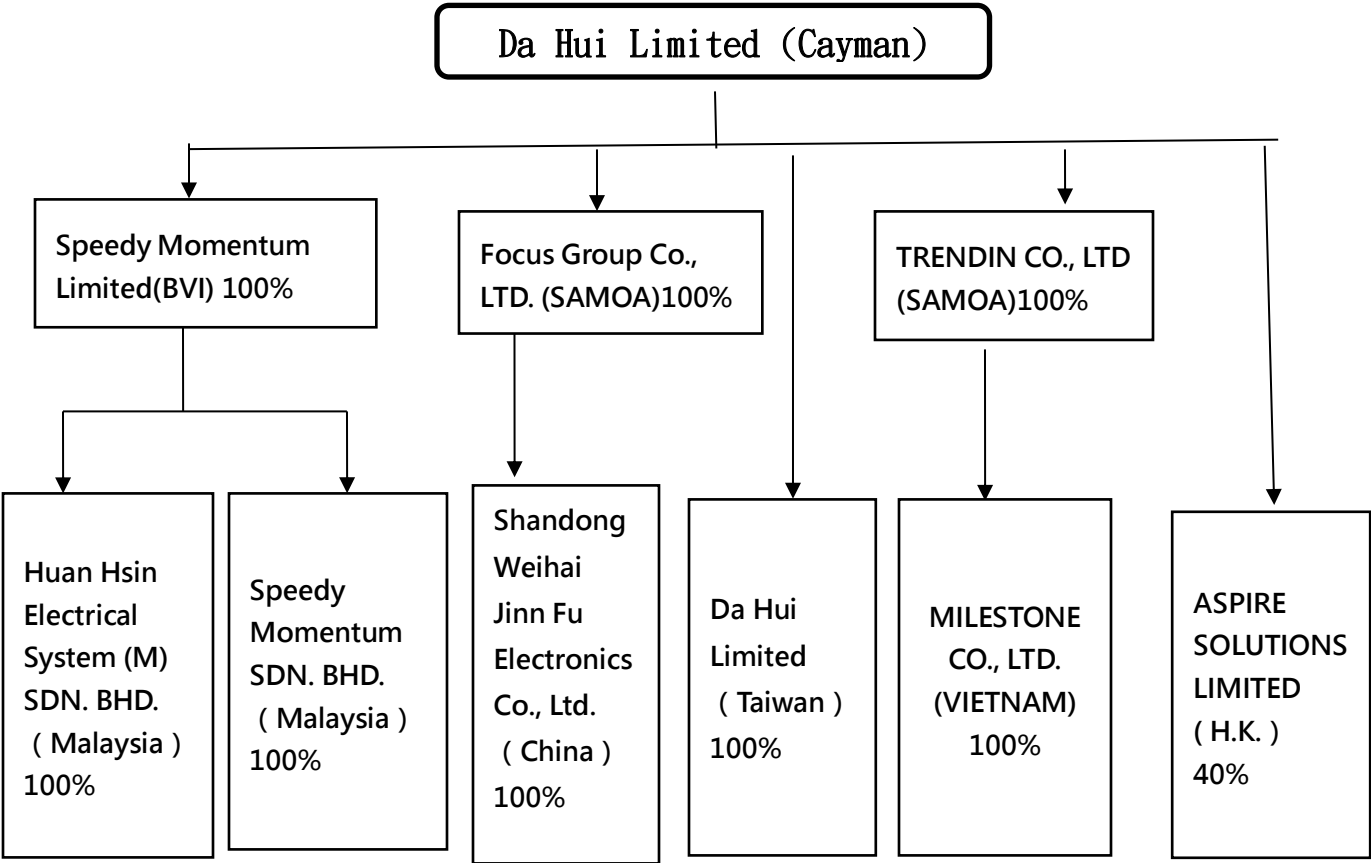 Da Hui Limited (Cayman)
Speedy Momentum
Limited(BVI) 100%
Focus Group Co.,
LTD. (SAMOA)100%
TRENDIN CO., LTD
(SAMOA)100%
Huan Hsin
Electrical
System (M)
SDN. BHD.
（Malaysia）
100%
Speedy
Momentum
SDN. BHD.
（Malaysia）
100%
Shandong
Weihai
Jinn Fu
Electronics
Co., Ltd.
（China）
100%
Da Hui
Limited
（Taiwan）
100%
MILESTONE
CO., LTD.
(VIETNAM)
100%
ASPIRE
SOLUTIONS
LIMITED
( H.K. )
40%